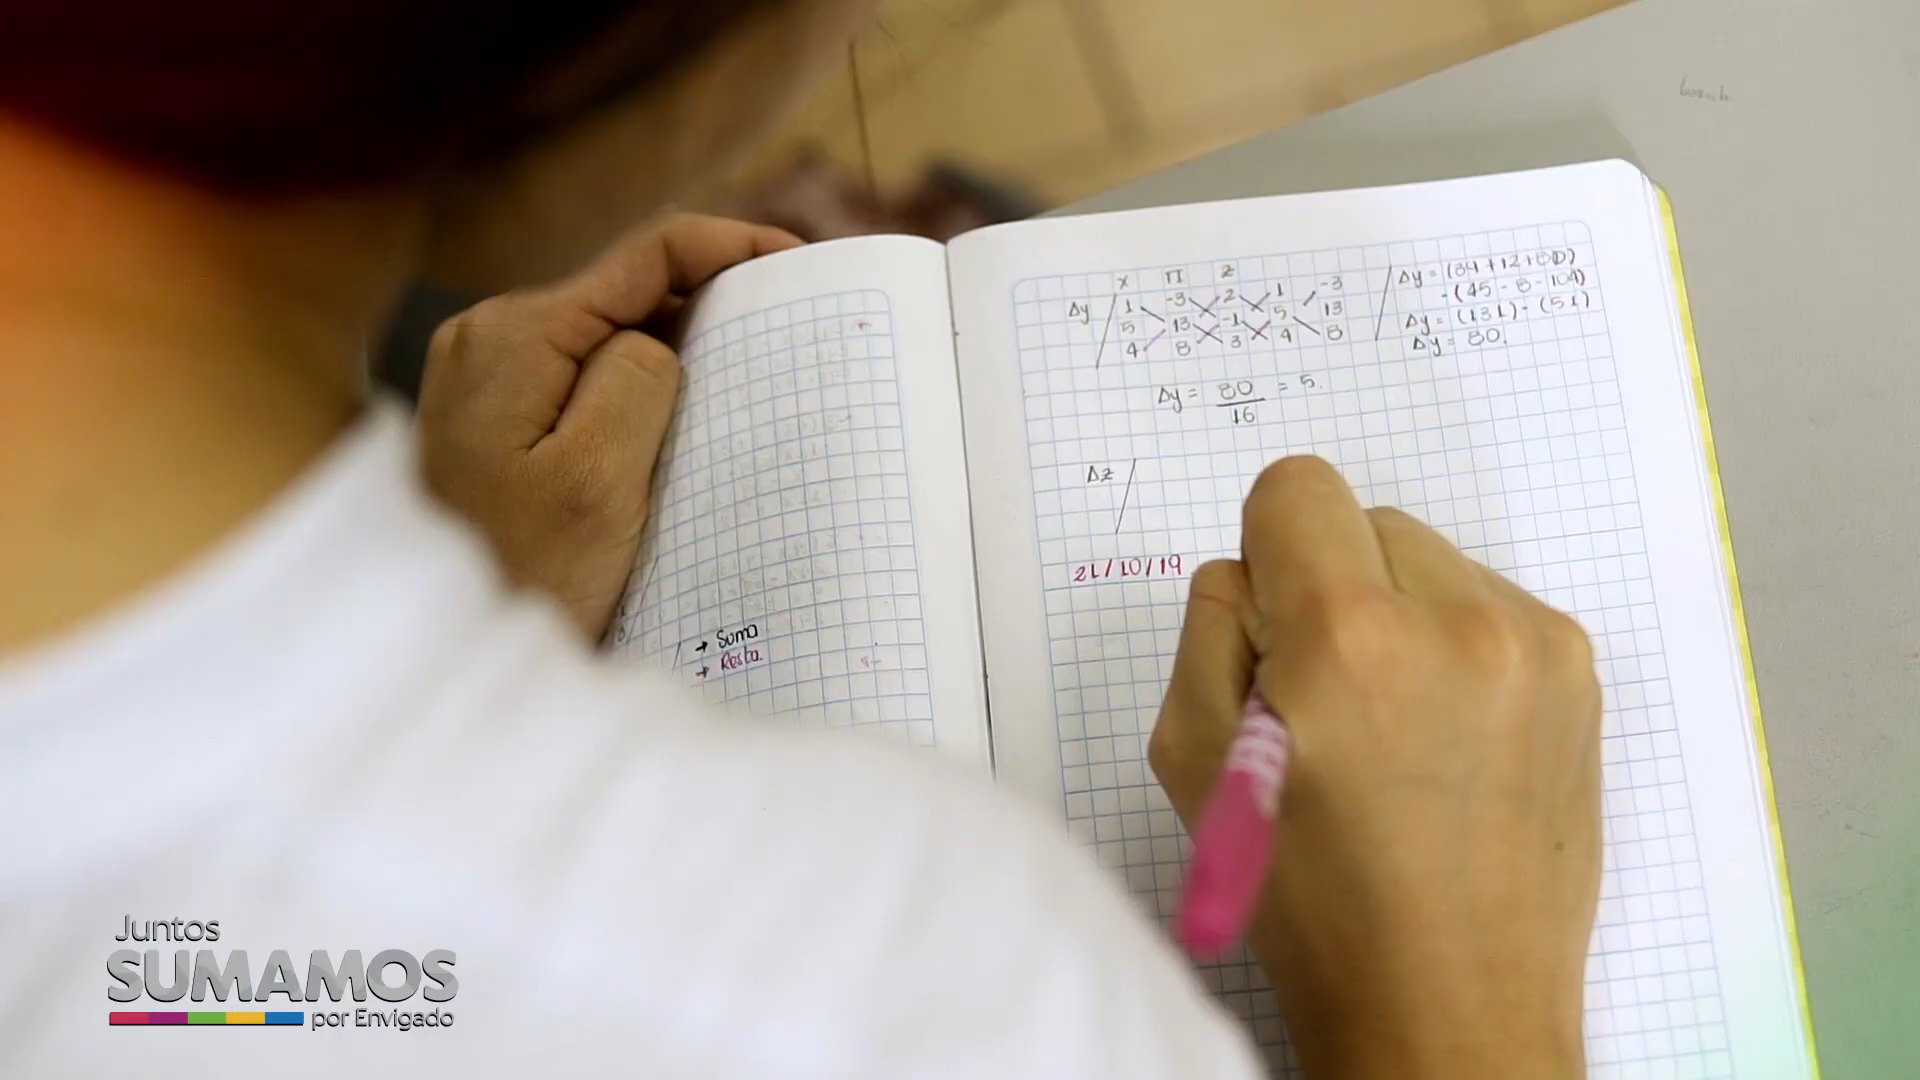 → Suma
→ Resta.
x π z
Δy 1 -3 2 1 -3
5 13 -1 5 13
4 8 3 4 8
Δy = (84 + 12 + 80)
- (45 - 8 - 104)
Δy = (131) - (51)
Δy = 80.
Δy = 80/16 = 5.
Δz
21/10/19
Juntos
SUMAMOS
por Envigado